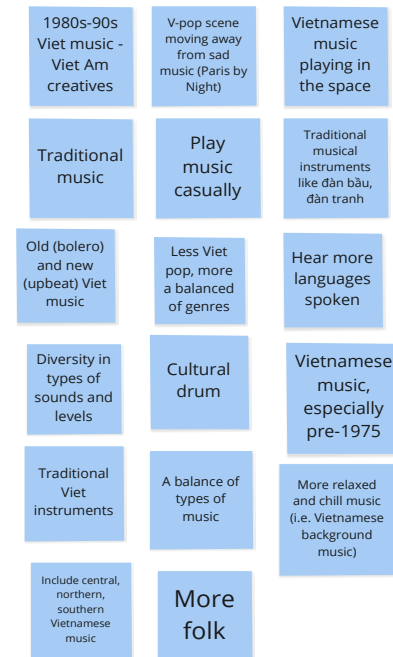 1980s-90s
Viet music -
Viet Am
creatives
V-pop scene
moving away
from sad
music (Paris by
Night)
Vietnamese
music
playing in
the space
Traditional
music
Play
music
casually
Traditional
musical
instruments
like đàn bầu,
đàn tranh
Old (bolero)
and new
(upbeat) Viet
music
Less Viet
pop, more
a balanced
of genres
Hear more
languages
spoken
Diversity in
types of
sounds and
levels
Cultural
drum
Vietnamese
music,
especially
pre-1975
Traditional
Viet
instruments
A balance of
types of
music
More relaxed
and chill music
(i.e. Vietnamese
background
music)
Include central,
northern,
southern
Vietnamese
music
More
folk